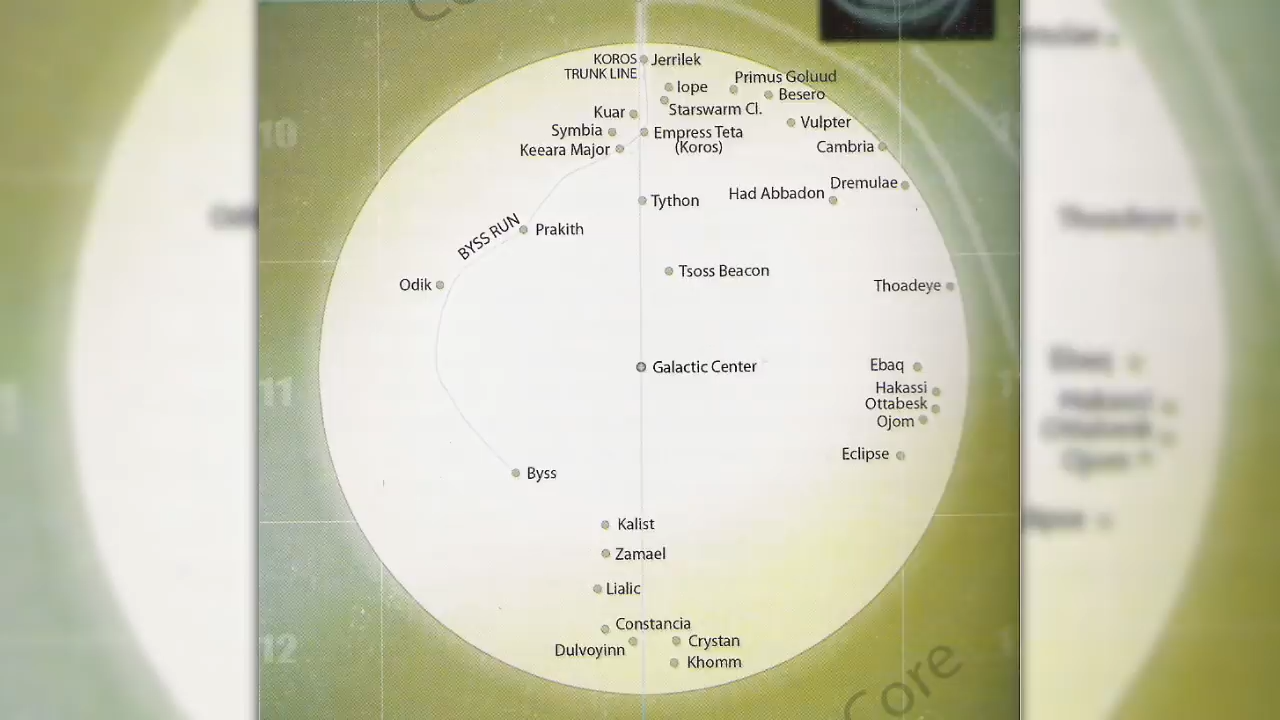 KOROS
TRUNK LINE
Jerrilek
Iope
Primus Goluud
Besero
Starswarm Cl.
Kuar
Vulpter
10
Symbia
Empress Teta
(Koros)
Keeara Major
Cambria
Dremulae
Had Abbadon
Tython
BYSS RUN
Prakith
Tsoss Beacon
Odik
Thoadeye
Galactic Center
Ebaq
11
Hakassi
Ottabesk
Ojom
Eclipse
Byss
Kalist
Zamael
Lialic
Constancia
12
Dulvoyinn
Crystan
Khomm
Core